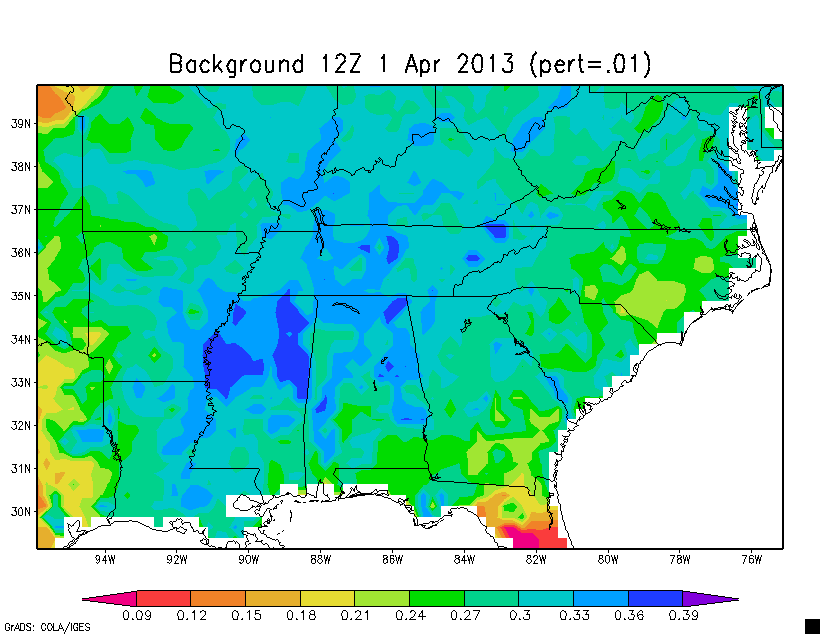 Background 12Z 1 Apr 2013 (pert=.01)
39N
38N
37N
36N
35N
34N
33N
32N
31N
30N
94W 92W 90W 88W 86W 84W 82W 80W 78W 76W
0.09 0.12 0.15 0.18 0.21 0.24 0.27 0.3 0.33 0.36 0.39
GrADS: COLA/IGES